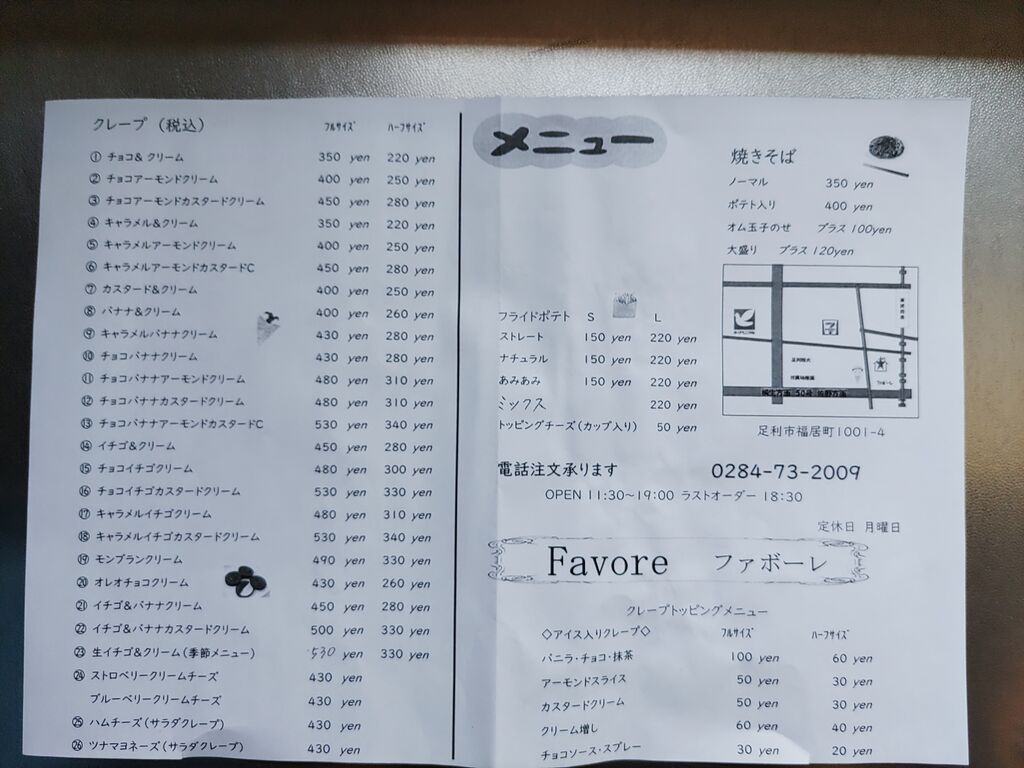 クレープ (税込) フルサイズ ハーフサイズ
① チョコ& クリーム 350 yen 220 yen
② チョコアーモンドクリーム 400 yen 250 yen
③ チョコアーモンドカスタードクリーム 450 yen 280 yen
④ キャラメル&クリーム 350 yen 220 yen
⑤ キャラメルアーモンドクリーム 400 yen 250 yen
⑥ キャラメルアーモンドカスタードC 450 yen 280 yen
⑦ カスタード&クリーム 400 yen 250 yen
⑧ バナナ&クリーム 400 yen 260 yen
⑨ キャラメルバナナクリーム 430 yen 280 yen
⑩ チョコバナナクリーム 430 yen 280 yen
⑪ チョコバナナアーモンドクリーム 480 yen 310 yen
⑫ チョコバナナカスタードクリーム 480 yen 310 yen
⑬ チョコバナナアーモンドカスタードC 530 yen 340 yen
⑭ イチゴ&クリーム 450 yen 280 yen
⑮ チョコイチゴクリーム 480 yen 300 yen
⑯ チョコイチゴカスタードクリーム 530 yen 330 yen
⑰ キャラメルイチゴクリーム 480 yen 310 yen
⑱ キャラメルイチゴカスタードクリーム 530 yen 340 yen
⑲ モンブランクリーム 490 yen 330 yen
⑳ オレオチョコクリーム 430 yen 260 yen
㉑ イチゴ&バナナクリーム 450 yen 280 yen
㉒ イチゴ&バナナカスタードクリーム 500 yen 330 yen
㉓ 生イチゴ&クリーム(季節メニュー) 530 yen 330 yen
㉔ ストロベリークリームチーズ 430 yen
ブルーベリークリームチーズ 430 yen
㉕ ハムチーズ(サラダクレープ) 430 yen
㉖ ツナマヨネーズ(サラダクレープ) 430 yen
メニュー
焼きそば
ノーマル 350 yen
ポテト入り 400 yen
オム玉子のせ プラス 100yen
大盛り プラス 120yen
フライドポテト S L
ストレート 150 yen 220 yen
ナチュラル 150 yen 220 yen
あみあみ 150 yen 220 yen
ミックス 220 yen
トッピングチーズ(カップ入り) 50 yen
桐生方面 50号 佐野方面
足利市福居町1001-4
電話注文承ります 0284-73-2009
OPEN 11:30~19:00 ラストオーダー 18:30
定休日 月曜日
Favore ファボーレ
クレープトッピングメニュー
◇アイス入りクレープ◇ フルサイズ ハーフサイズ
バニラ・チョコ・抹茶 100 yen 60 yen
アーモンドスライス 50 yen 30 yen
カスタードクリーム 50 yen 30 yen
クリーム増し 60 yen 40 yen
チョコソース・スプレー 30 yen 20 yen